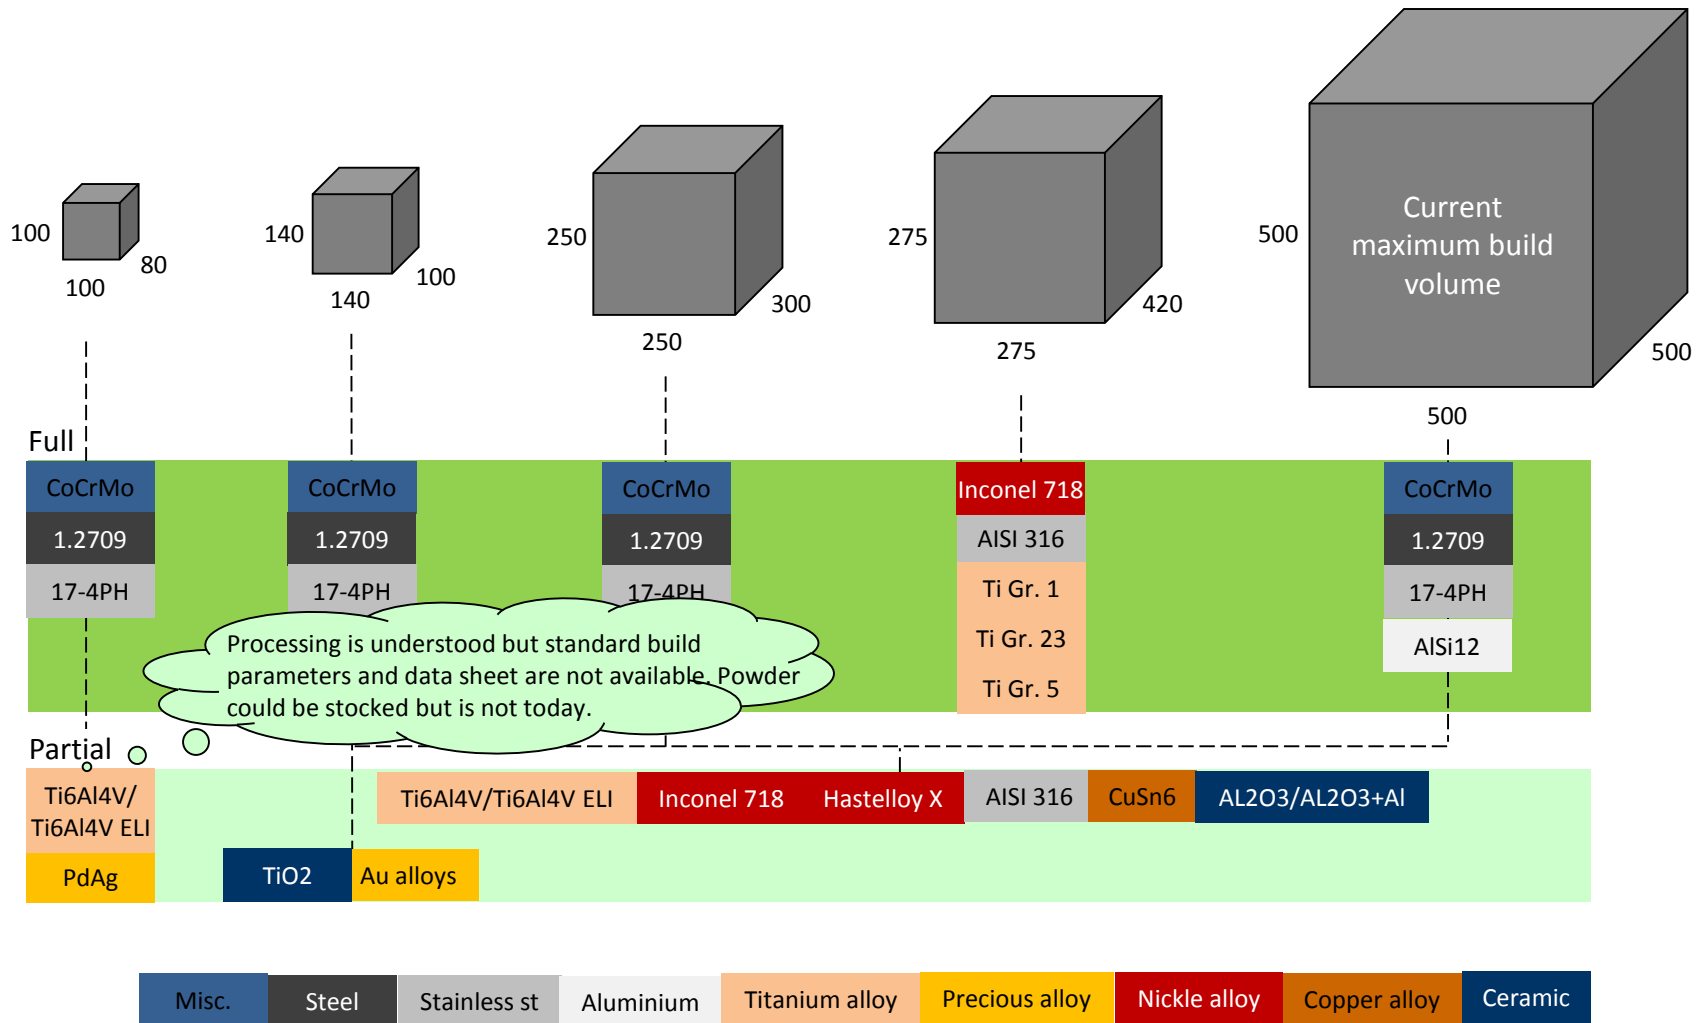 100
100
80
140
140
100
250
250
300
275
275
420
500
500
500
Current
maximum build
volume
Full
CoCrMo
1.2709
17-4PH
CoCrMo
1.2709
17-4PH
CoCrMo
1.2709
17-4PH
Inconel 718
AISI 316
Ti Gr. 1
Ti Gr. 23
Ti Gr. 5
CoCrMo
1.2709
17-4PH
AlSi12
Processing is understood but standard build
parameters and data sheet are not available. Powder
could be stocked but is not today.
Partial
Ti6Al4V/
Ti6Al4V ELI
PdAg
Ti6Al4V/Ti6Al4V ELI
Inconel 718
Hastelloy X
AISI 316
CuSn6
AL2O3/AL2O3+Al
TiO2
Au alloys
Misc.
Steel
Stainless st
Aluminium
Titanium alloy
Precious alloy
Nickle alloy
Copper alloy
Ceramic